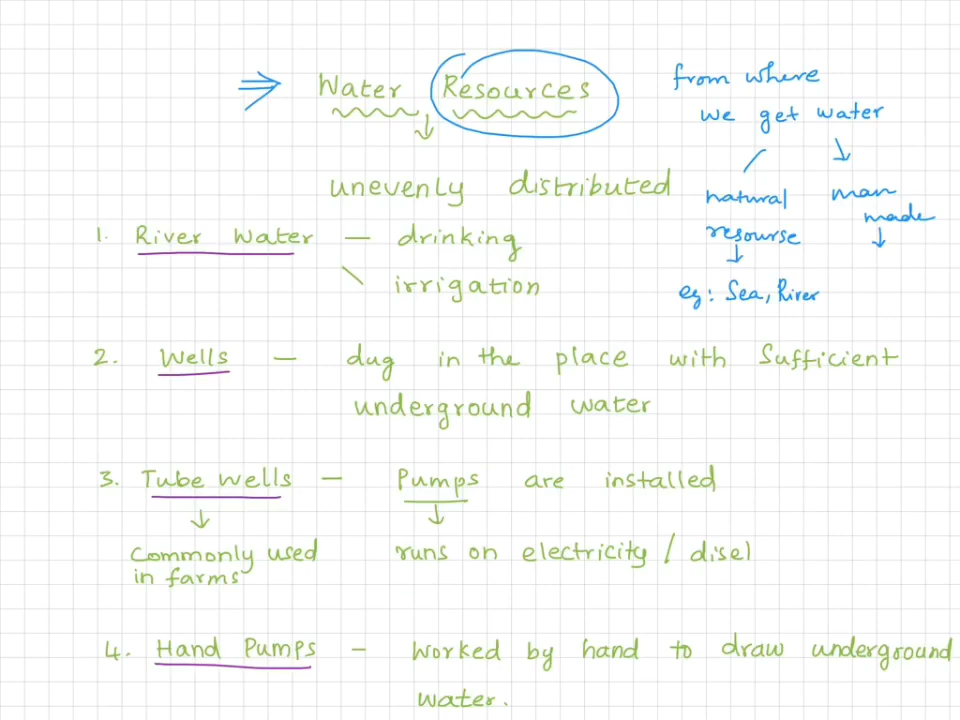 ⇒ Water Resources
from where
we get water
natural
resourse
eg: Sea, River
man
made
unevenly distributed
1. River Water — drinking
irrigation
2. Wells — dug in the place with Sufficient
underground water
3. Tube wells — Pumps are installed
commonly used
in farms
runs on electricity / disel
4. Hand Pumps — Worked by hand to draw underground
water.